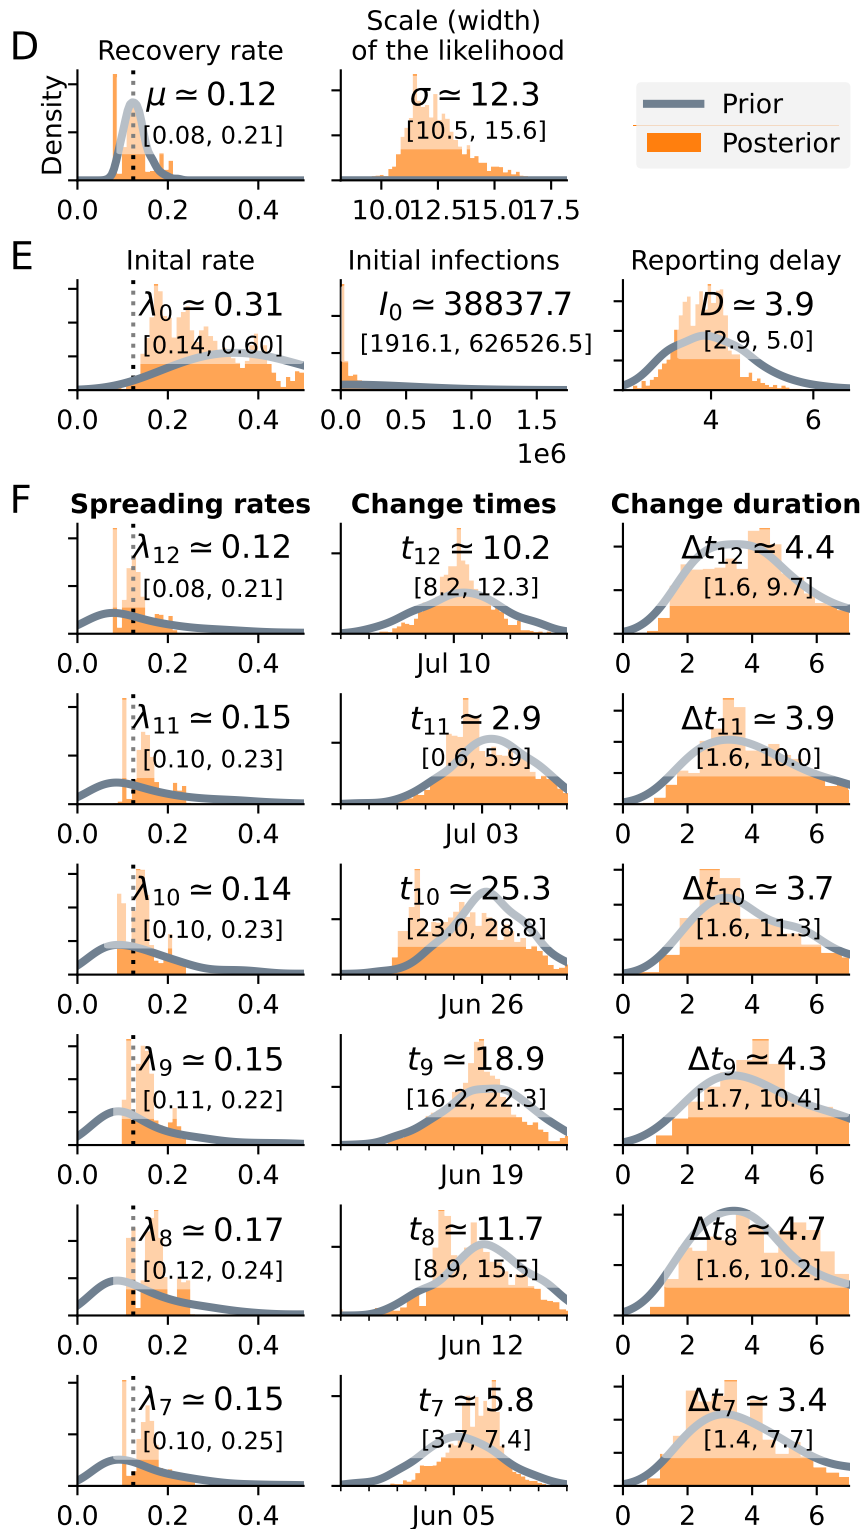 D
Recovery rate
Scale (width)
of the likelihood
Density
μ ≃ 0.12
[0.08, 0.21]
0.0 0.2 0.4
σ ≃ 12.3
[10.5, 15.6]
10.0 12.5 15.0 17.5
Prior
Posterior
E
Inital rate
λ0 ≃ 0.31
[0.14, 0.60]
0.0 0.2 0.4
Initial infections
I0 ≃ 38837.7
[1916.1, 626526.5]
0.0 0.5 1.0 1.5
1e6
Reporting delay
D ≃ 3.9
[2.9, 5.0]
4 6
F
Spreading rates
Change times
Change duration
λ12 ≃ 0.12
[0.08, 0.21]
0.0 0.2 0.4
t12 ≃ 10.2
[8.2, 12.3]
Jul 10
Δt12 ≃ 4.4
[1.6, 9.7]
0 2 4 6
λ11 ≃ 0.15
[0.10, 0.23]
0.0 0.2 0.4
t11 ≃ 2.9
[0.6, 5.9]
Jul 03
Δt11 ≃ 3.9
[1.6, 10.0]
0 2 4 6
λ10 ≃ 0.14
[0.10, 0.23]
0.0 0.2 0.4
t10 ≃ 25.3
[23.0, 28.8]
Jun 26
Δt10 ≃ 3.7
[1.6, 11.3]
0 2 4 6
λ9 ≃ 0.15
[0.11, 0.22]
0.0 0.2 0.4
t9 ≃ 18.9
[16.2, 22.3]
Jun 19
Δt9 ≃ 4.3
[1.7, 10.4]
0 2 4 6
λ8 ≃ 0.17
[0.12, 0.24]
0.0 0.2 0.4
t8 ≃ 11.7
[8.9, 15.5]
Jun 12
Δt8 ≃ 4.7
[1.6, 10.2]
0 2 4 6
λ7 ≃ 0.15
[0.10, 0.25]
0.0 0.2 0.4
t7 ≃ 5.8
[3.7, 7.4]
Jun 05
Δt7 ≃ 3.4
[1.4, 7.7]
0 2 4 6